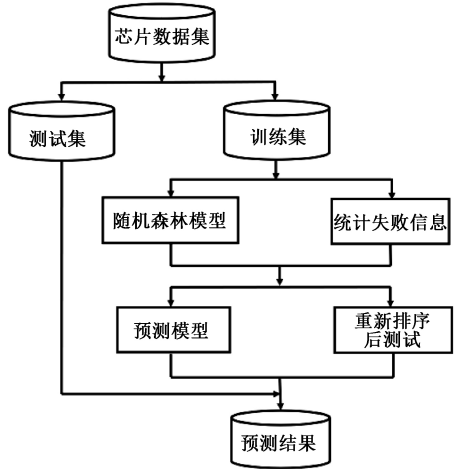 芯片数据集
测试集
训练集
随机森林模型
统计失败信息
预测模型
重新排序
后测试
预测结果